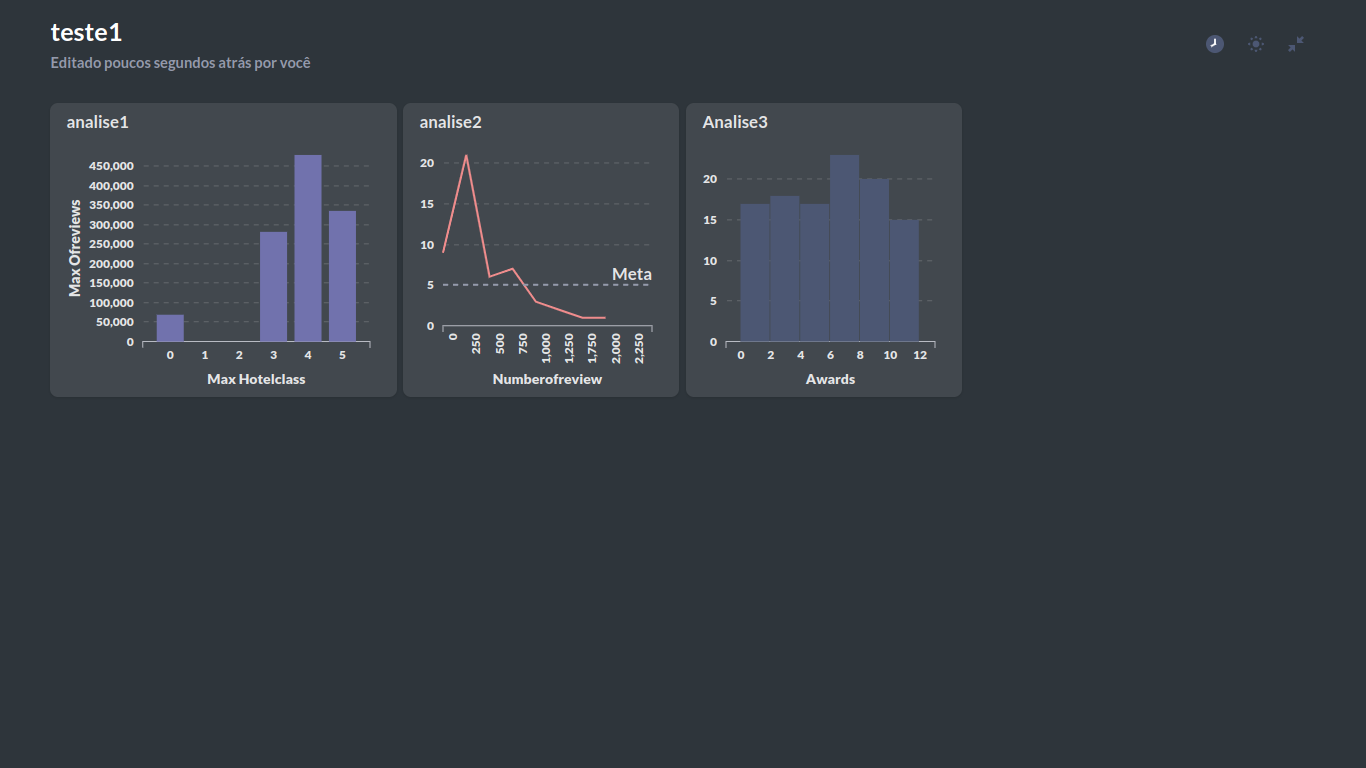 teste1
Editado poucos segundos atrás por você
analise1
450,000
400,000
350,000
300,000
250,000
200,000
150,000
100,000
50,000
0
Max Ofreviews
0 1 2 3 4 5
Max Hotelclass
analise2
20
15
10
5
0
Meta
0 250 500 750 1,000 1,250 1,750 2,000 2,250
Numberofreview
Analise3
20
15
10
5
0
0 2 4 6 8 10 12
Awards